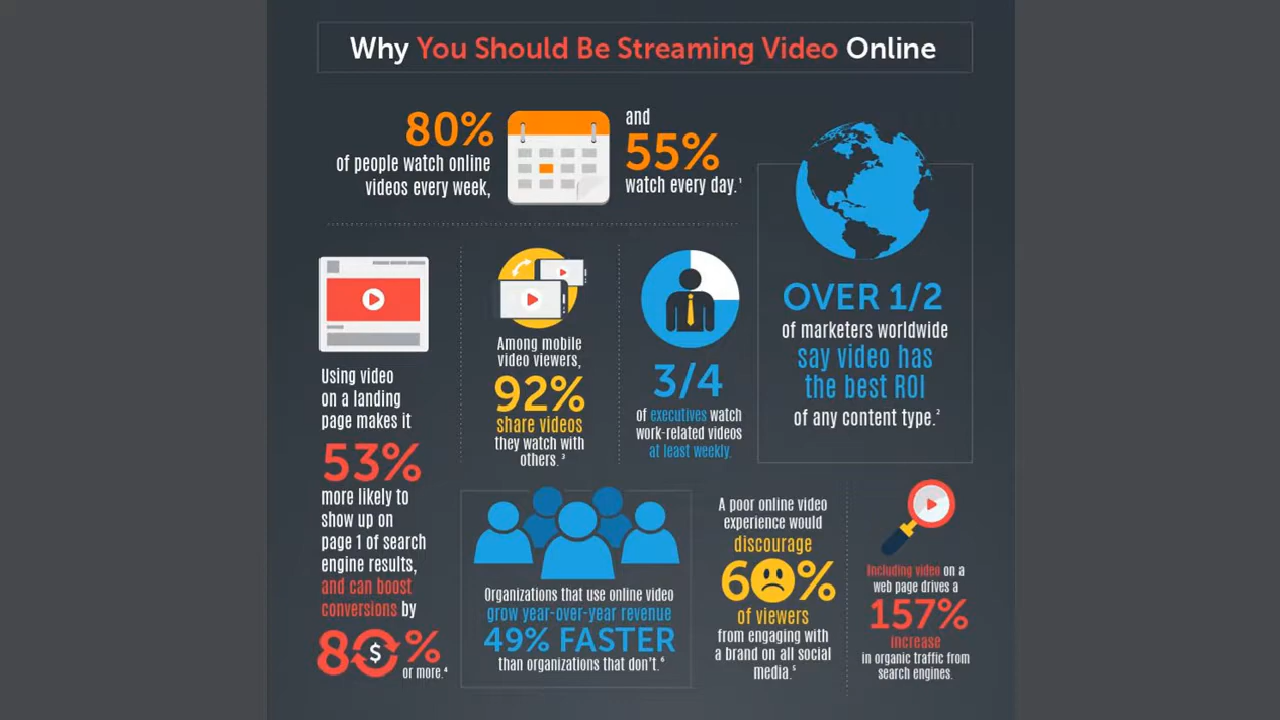 Why You Should Be Streaming Video Online
80%
of people watch online
videos every week,
and
55%
watch every day.¹
OVER 1/2
of marketers worldwide
say video has
the best ROI
of any content type.²
Using video
on a landing
page makes it
53%
more likely to
show up on
page 1 of search
engine results,
and can boost
conversions by
80%
or more.⁴
Among mobile
video viewers,
92%
share videos
they watch with
others.³
3/4
of executives watch
work-related videos
at least weekly.
Organizations that use online video
grow year-over-year revenue
49% FASTER
than organizations that don't.⁶
A poor online video
experience would
discourage
60%
of viewers
from engaging with
a brand on all social
media.⁵
Including video on a
web page drives a
157%
increase
in organic traffic from
search engines.